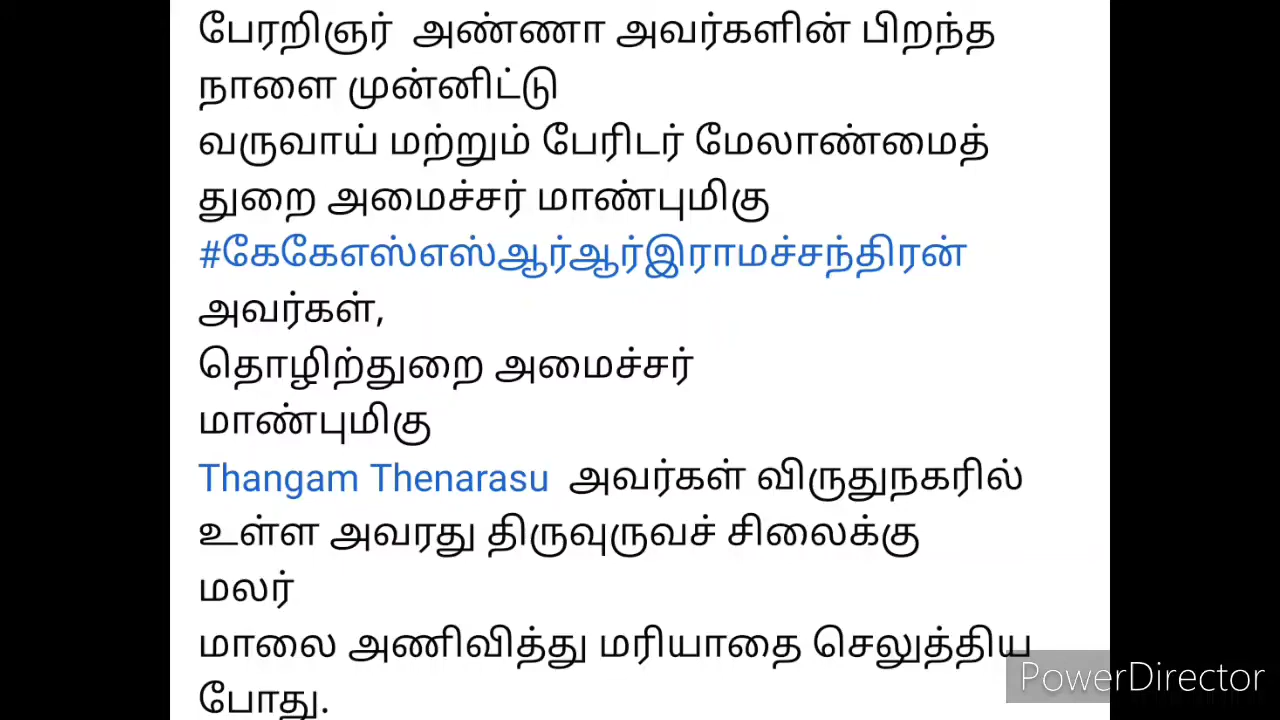 பேரறிஞர் அண்ணா அவர்களின் பிறந்த
நாளை முன்னிட்டு
வருவாய் மற்றும் பேரிடர் மேலாண்மைத்
துறை அமைச்சர் மாண்புமிகு
#கேகேஎஸ்எஸ்ஆர்ஆர்இராமச்சந்திரன்
அவர்கள்,
தொழிற்துறை அமைச்சர்
மாண்புமிகு
Thangam Thenarasu அவர்கள் விருதுநகரில்
உள்ள அவரது திருவுருவச் சிலைக்கு
மலர்
மாலை அணிவித்து மரியாதை செலுத்திய
போது.
PowerDirector